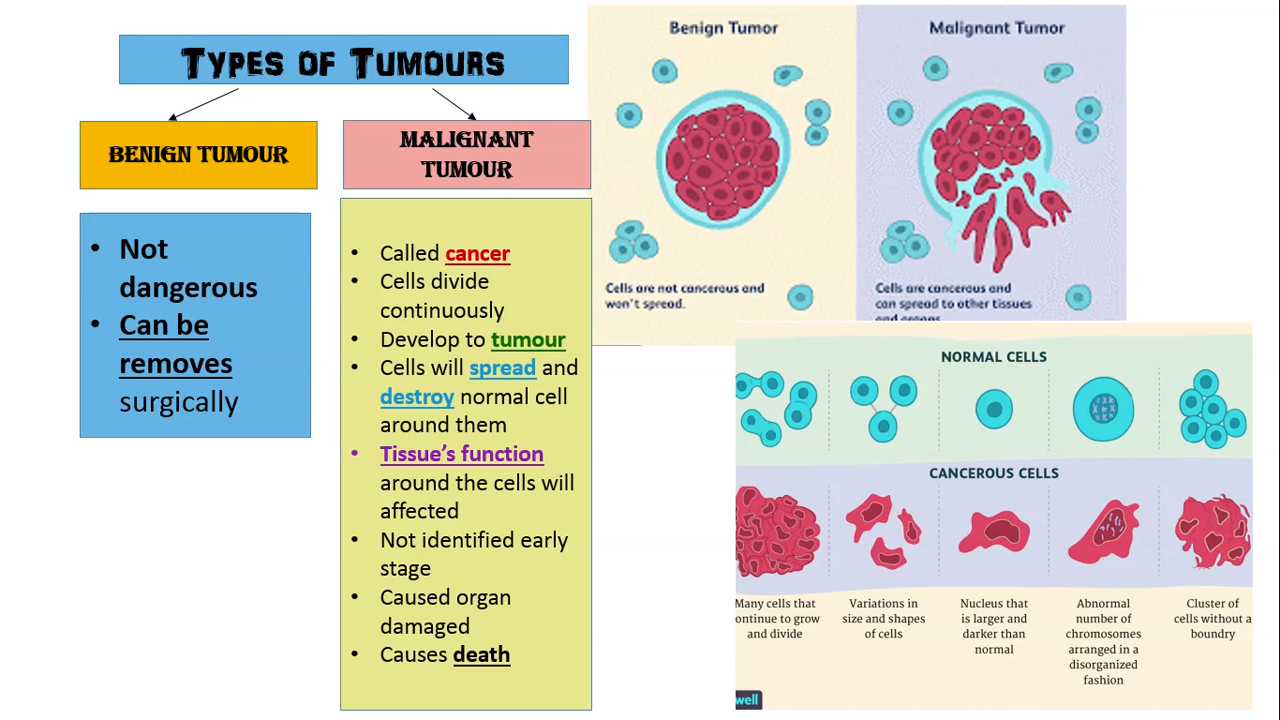 TYPES OF TUMOURS
BENIGN TUMOUR
MALIGNANT
TUMOUR
• Not
dangerous
• Can be
removes
surgically
• Called cancer
• Cells divide
continuously
• Develop to tumour
• Cells will spread and
destroy normal cell
around them
• Tissue's function
around the cells will
affected
• Not identified early
stage
• Caused organ
damaged
• Causes death
Benign Tumor
Cells are not cancerous and
won't spread.
Malignant Tumor
Cells are cancerous and
can spread to other tissues
and organs
NORMAL CELLS
CANCEROUS CELLS
Many cells that
ontinue to grow
and divide
Variations in
size and shapes
of cells
Nucleus that
is larger and
darker than
normal
Abnormal
number of
chromosomes
arranged in a
disorganized
fashion
Cluster of
cells without a
boundry
well